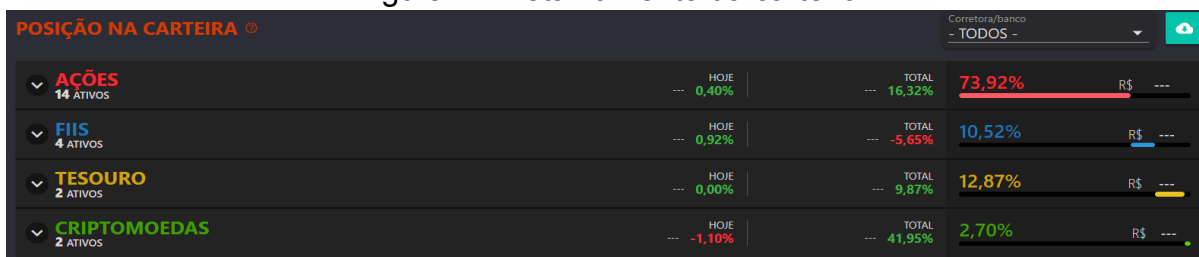 POSIÇÃO NA CARTEIRA
Corretora/banco
- TODOS -
AÇÕES
14 ATIVOS
HOJE
--- 0,40%
TOTAL
--- 16,32%
73,92%
R$ ---
FIIS
4 ATIVOS
HOJE
--- 0,92%
TOTAL
--- -5,65%
10,52%
R$ ---
TESOURO
2 ATIVOS
HOJE
--- 0,00%
TOTAL
--- 9,87%
12,87%
R$ ---
CRIPTOMOEDAS
2 ATIVOS
HOJE
--- -1,10%
TOTAL
--- 41,95%
2,70%
R$ ---